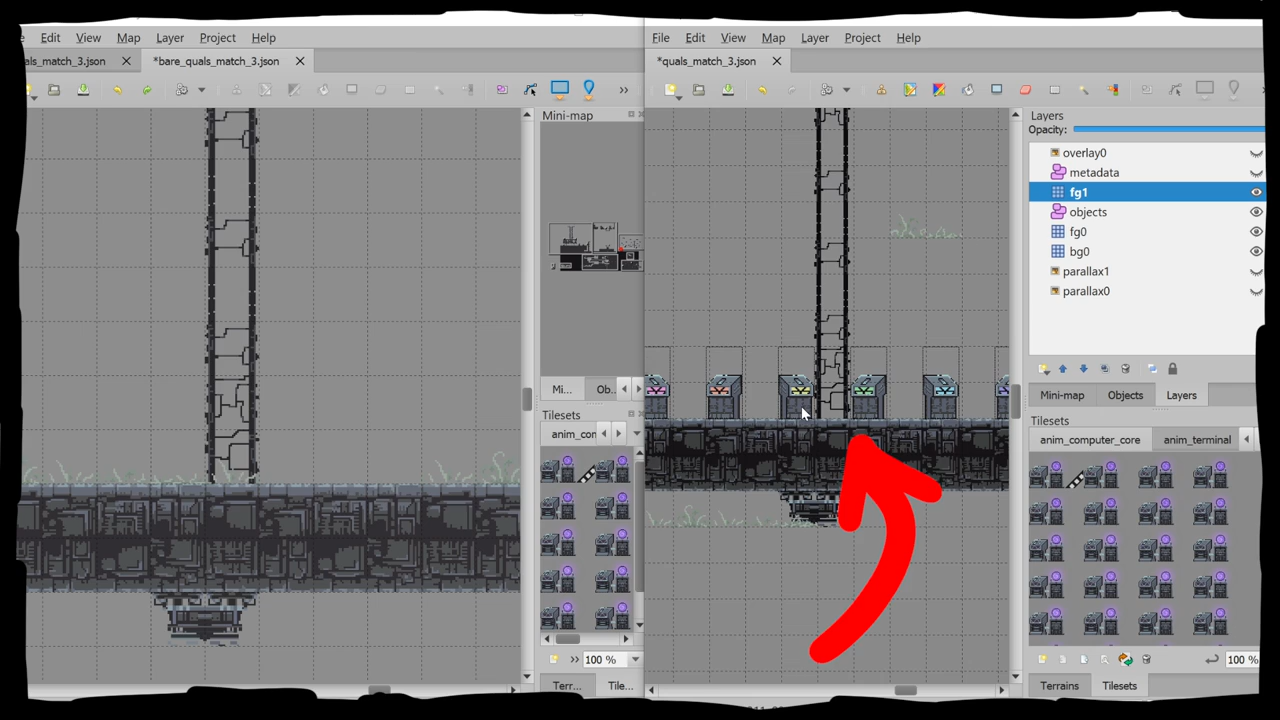 Edit View Map Layer Project Help
als_match_3.json *bare_quals_match_3.json
Mini-map
Mi... Ob..
Tilesets
anim_con
100 %
Terr... Tile...
File Edit View Map Layer Project Help
*quals_match_3.json
Layers
Opacity:
overlay0
metadata
fg1
objects
fg0
bg0
parallax1
parallax0
Mini-map Objects Layers
Tilesets
anim_computer_core anim_terminal
100 %
Terrains Tilesets